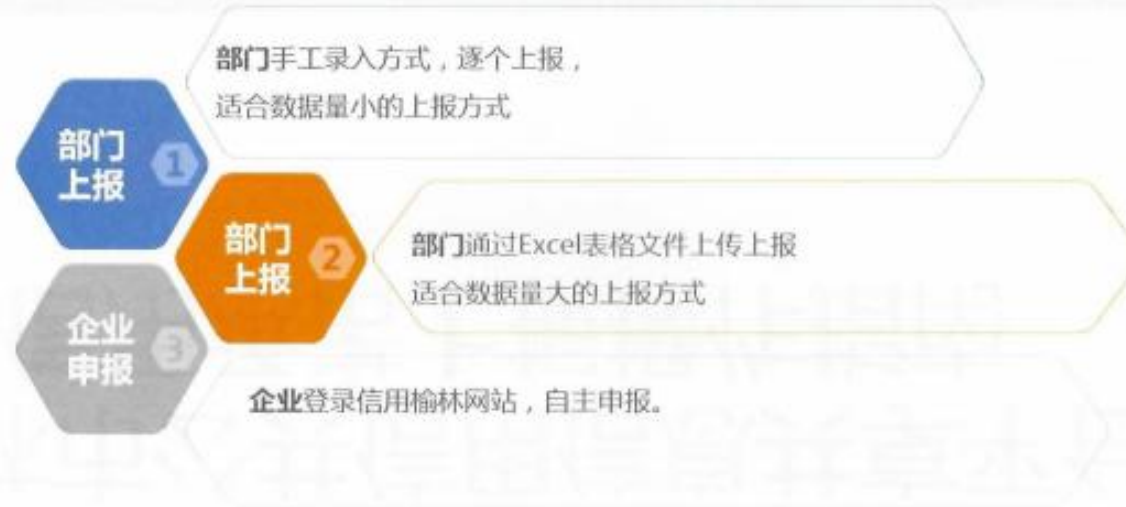 部门手工录入方式，逐个上报，
适合数据量小的上报方式
部门
上报
1
部门
上报
2
部门通过Excel表格文件上传上报
适合数据量大的上报方式
企业
申报
3
企业登录信用榆林网站，自主申报。